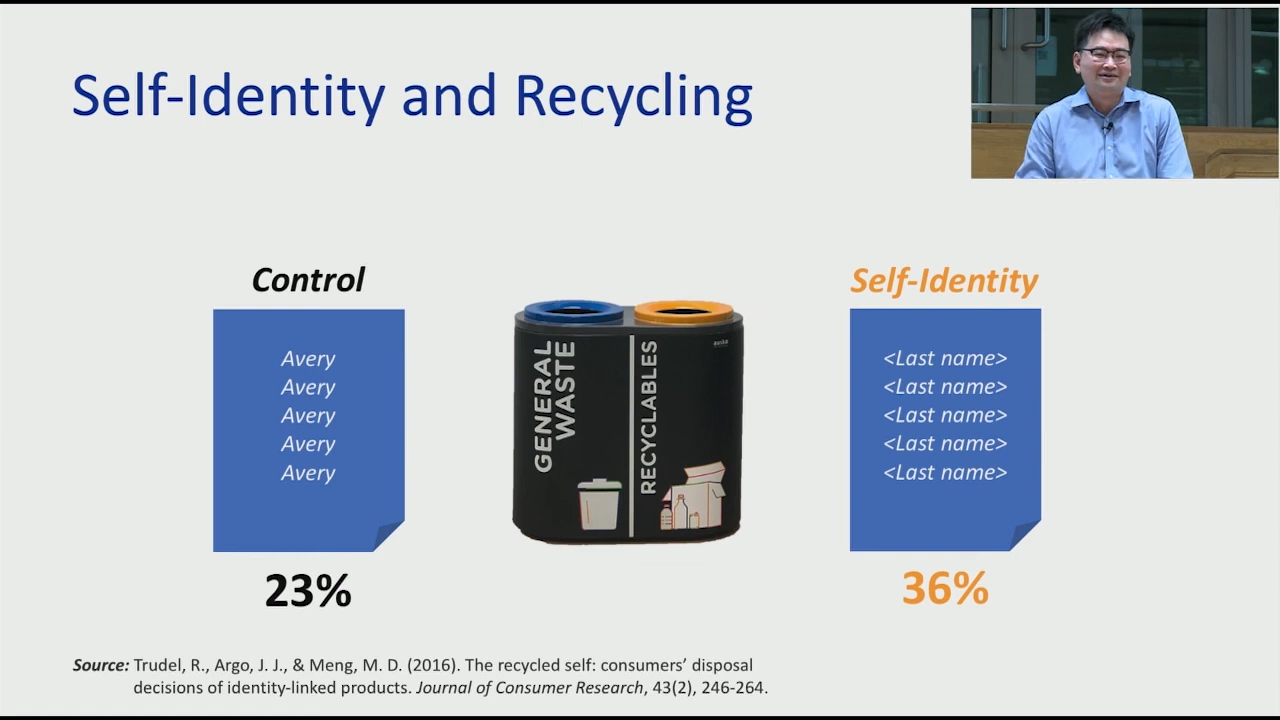 Self-Identity and Recycling
Control
Avery
Avery
Avery
Avery
Avery
23%
GENERAL
WASTE
RECYCLABLES
Self-Identity
<Last name>
<Last name>
<Last name>
<Last name>
<Last name>
36%
Source: Trudel, R., Argo, J. J., & Meng, M. D. (2016). The recycled self: consumers’ disposal
decisions of identity-linked products. Journal of Consumer Research, 43(2), 246-264.